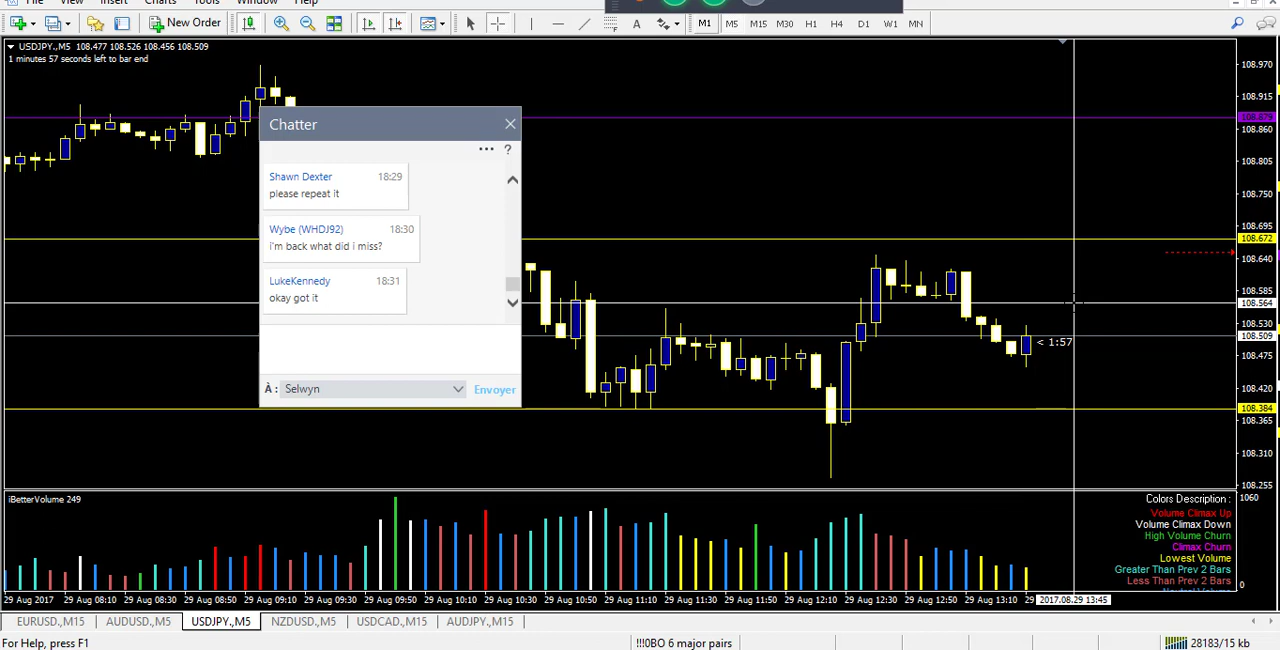 File View Insert Charts Tools Window Help
New Order M1 M5 M15 M30 H1 H4 D1 W1 MN
USDJPY.,M5 108.477 108.526 108.456 108.509
1 minutes 57 seconds left to bar end
Chatter
... ?
Shawn Dexter 18:29
please repeat it
Wybe (WHDJ92) 18:30
i'm back what did i miss?
LukeKennedy 18:31
okay got it
À : Selwyn Envoyer
< 1:57
108.970
108.915
108.879
108.860
108.805
108.750
108.695
108.672
108.640
108.585
108.564
108.530
108.509
108.475
108.420
108.384
108.365
108.310
108.255
iBetterVolume 249
Colors Description :
Volume Climax Up
Volume Climax Down
High Volume Churn
Climax Churn
Lowest Volume
Greater Than Prev 2 Bars
Less Than Prev 2 Bars
Neutral Volume
1060
0
29 Aug 2017 29 Aug 08:10 29 Aug 08:30 29 Aug 08:50 29 Aug 09:10 29 Aug 09:30 29 Aug 09:50 29 Aug 10:10 29 Aug 10:30 29 Aug 10:50 29 Aug 11:10 29 Aug 11:30 29 Aug 11:50 29 Aug 12:10 29 Aug 12:30 29 Aug 12:50 29 Aug 13:10 29 2017.08.29 13:45
EURUSD.,M15 AUDUSD.,M5 USDJPY.,M5 NZDUSD.,M5 USDCAD.,M15 AUDJPY.,M15
For Help, press F1 !!!0BO 6 major pairs 28183/15 kb